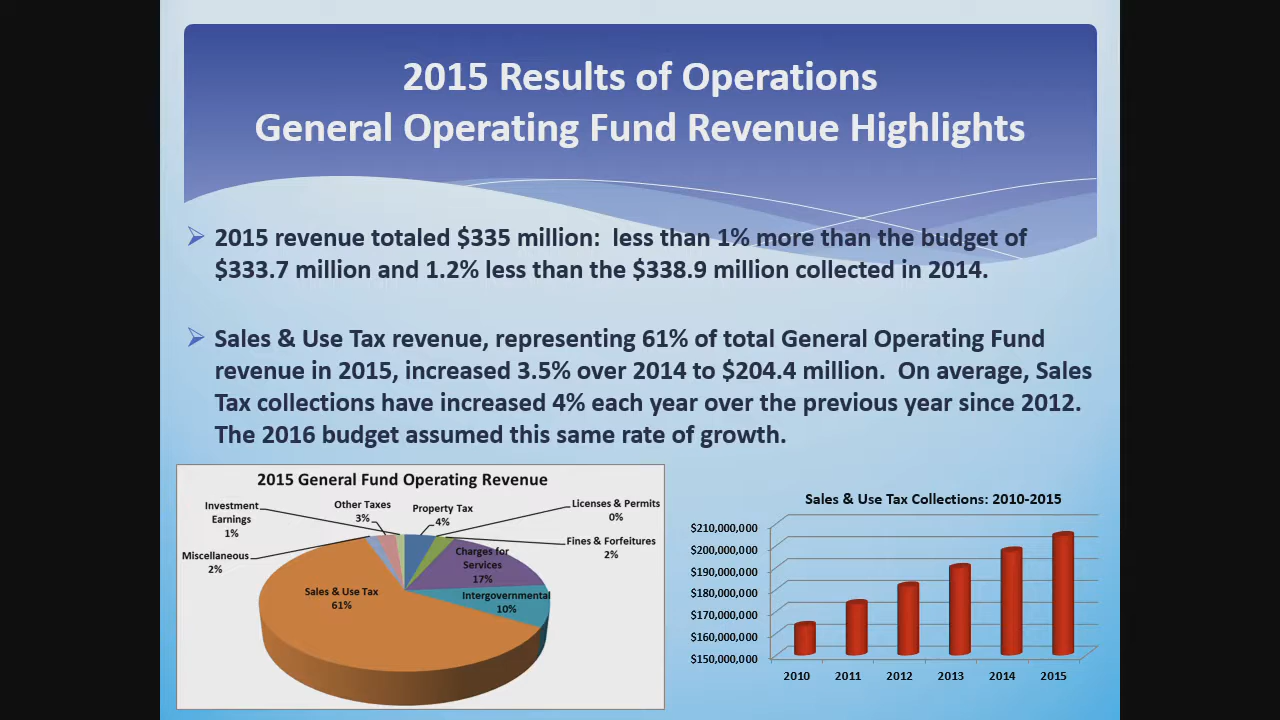 2015 Results of Operations
General Operating Fund Revenue Highlights
2015 revenue totaled $335 million:  less than 1% more than the budget of
$333.7 million and 1.2% less than the $338.9 million collected in 2014.
Sales & Use Tax revenue, representing 61% of total General Operating Fund
revenue in 2015, increased 3.5% over 2014 to $204.4 million.  On average, Sales
Tax collections have increased 4% each year over the previous year since 2012.
The 2016 budget assumed this same rate of growth.
2015 General Fund Operating Revenue
Investment
Earnings
1%
Other Taxes
3%
Property Tax
4%
Licenses & Permits
0%
Miscellaneous
2%
Fines & Forfeitures
2%
Charges for
Services
17%
Sales & Use Tax
61%
Intergovernmental
10%
Sales & Use Tax Collections: 2010-2015
$210,000,000
$200,000,000
$190,000,000
$180,000,000
$170,000,000
$160,000,000
$150,000,000
2010 2011 2012 2013 2014 2015